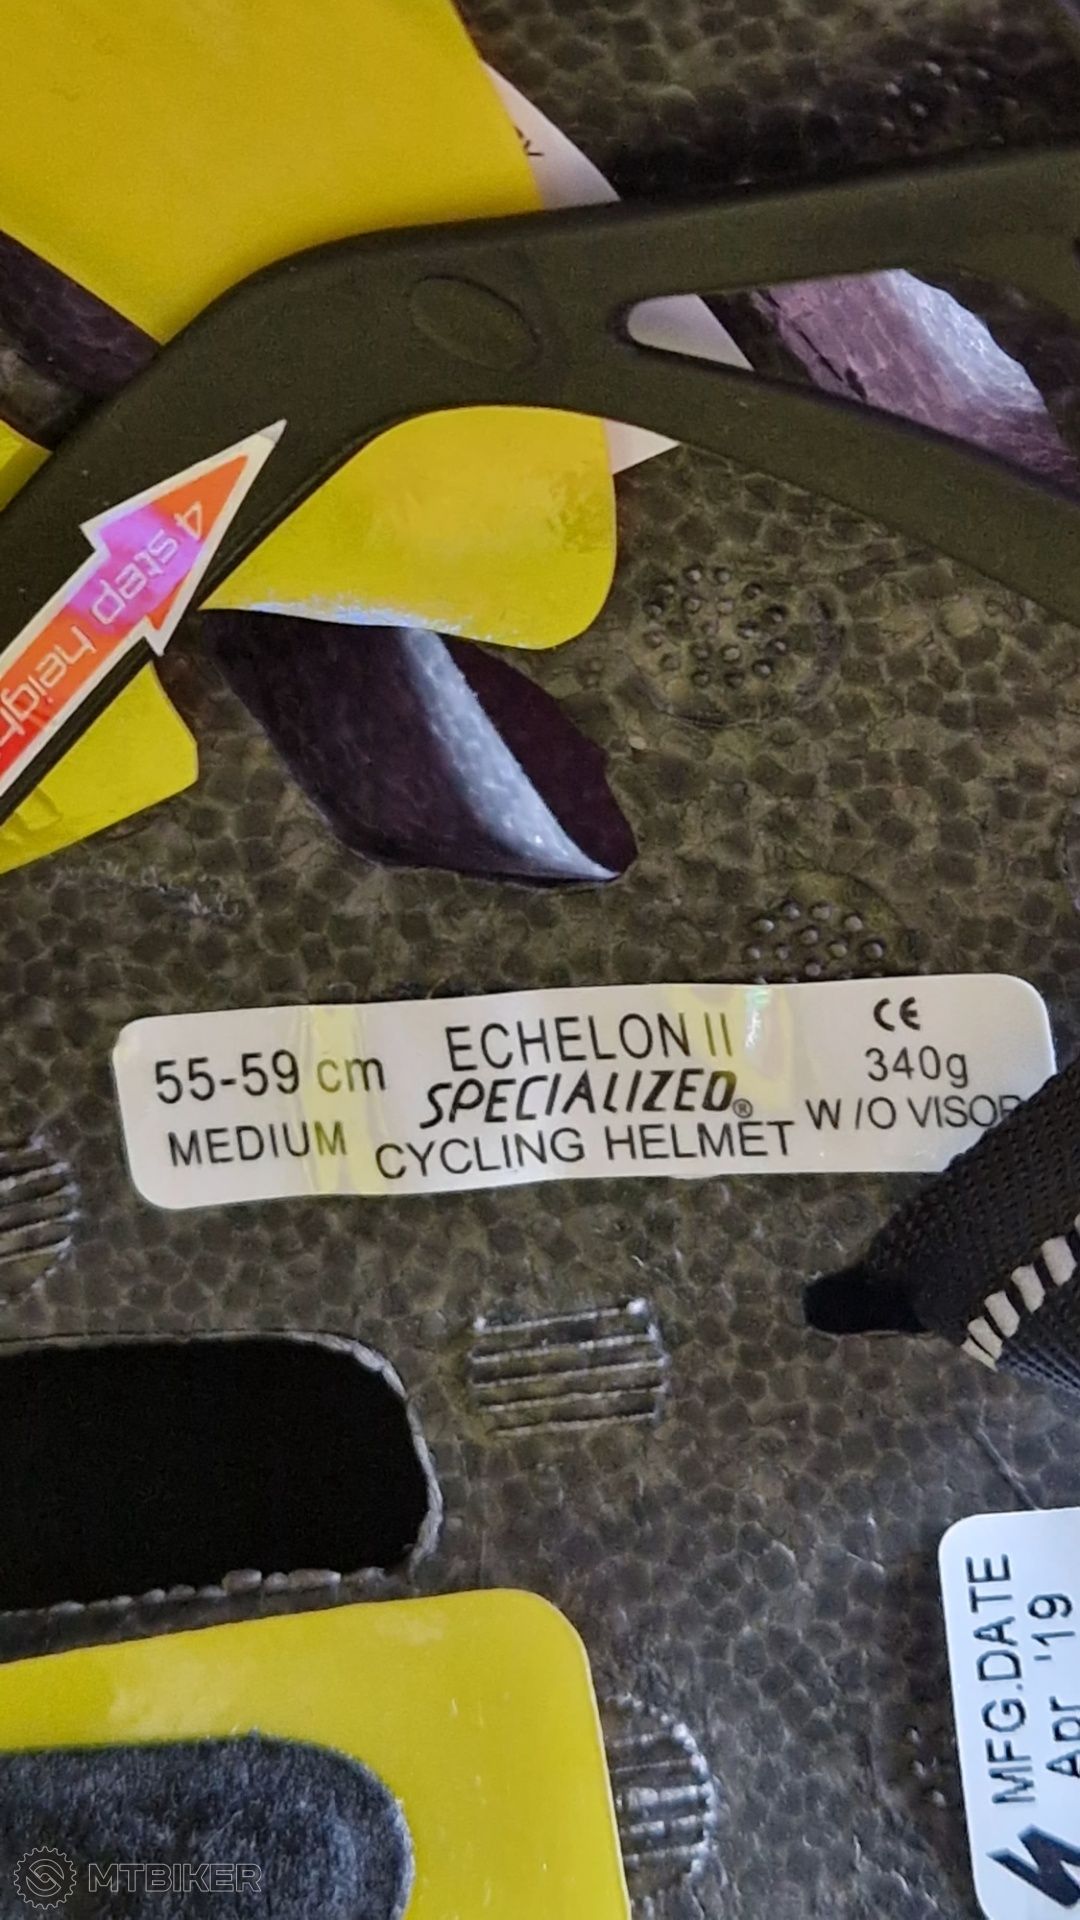 4 step heigh
55-59 cm
MEDIUM
ECHELON II
SPECIALIZED®
CYCLING HELMET
CE
340g
W/O VISOR
MFG.DATE
Apr '19
MTBIKER